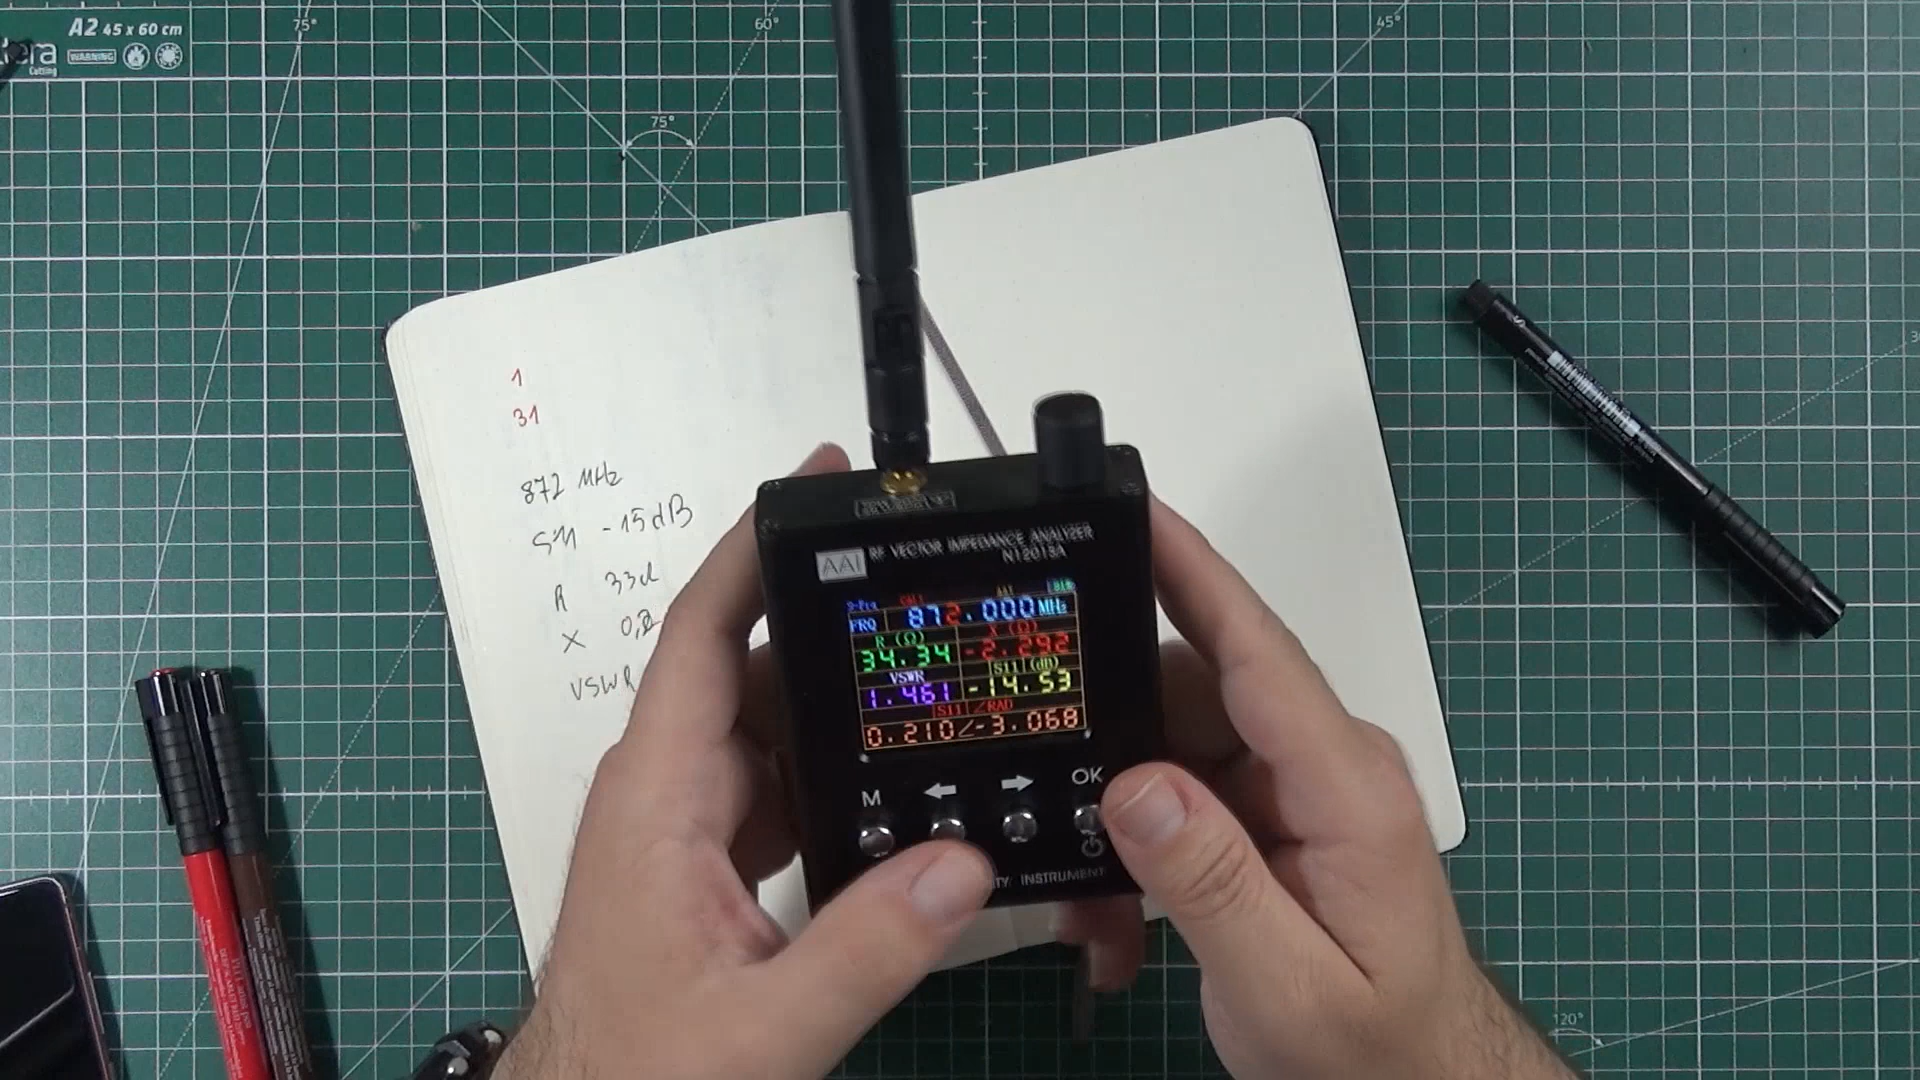 A2 45 x 60 cm
WARNING
Cutting
75°
60°
45°
75°
1
31
872 MHz
S11 -15dB
R 33Ω
X
VSWR
AAI RF VECTOR IMPEDANCE ANALYZER
N1201SA
FRQ 872.000MHz
R (Ω) X (Ω)
34.34 -2.292
VSWR |S11|(dB)
1.461 -14.53
|S11|∠RAD
0.210∠-3.068
M OK
INSTRUMENT
120°